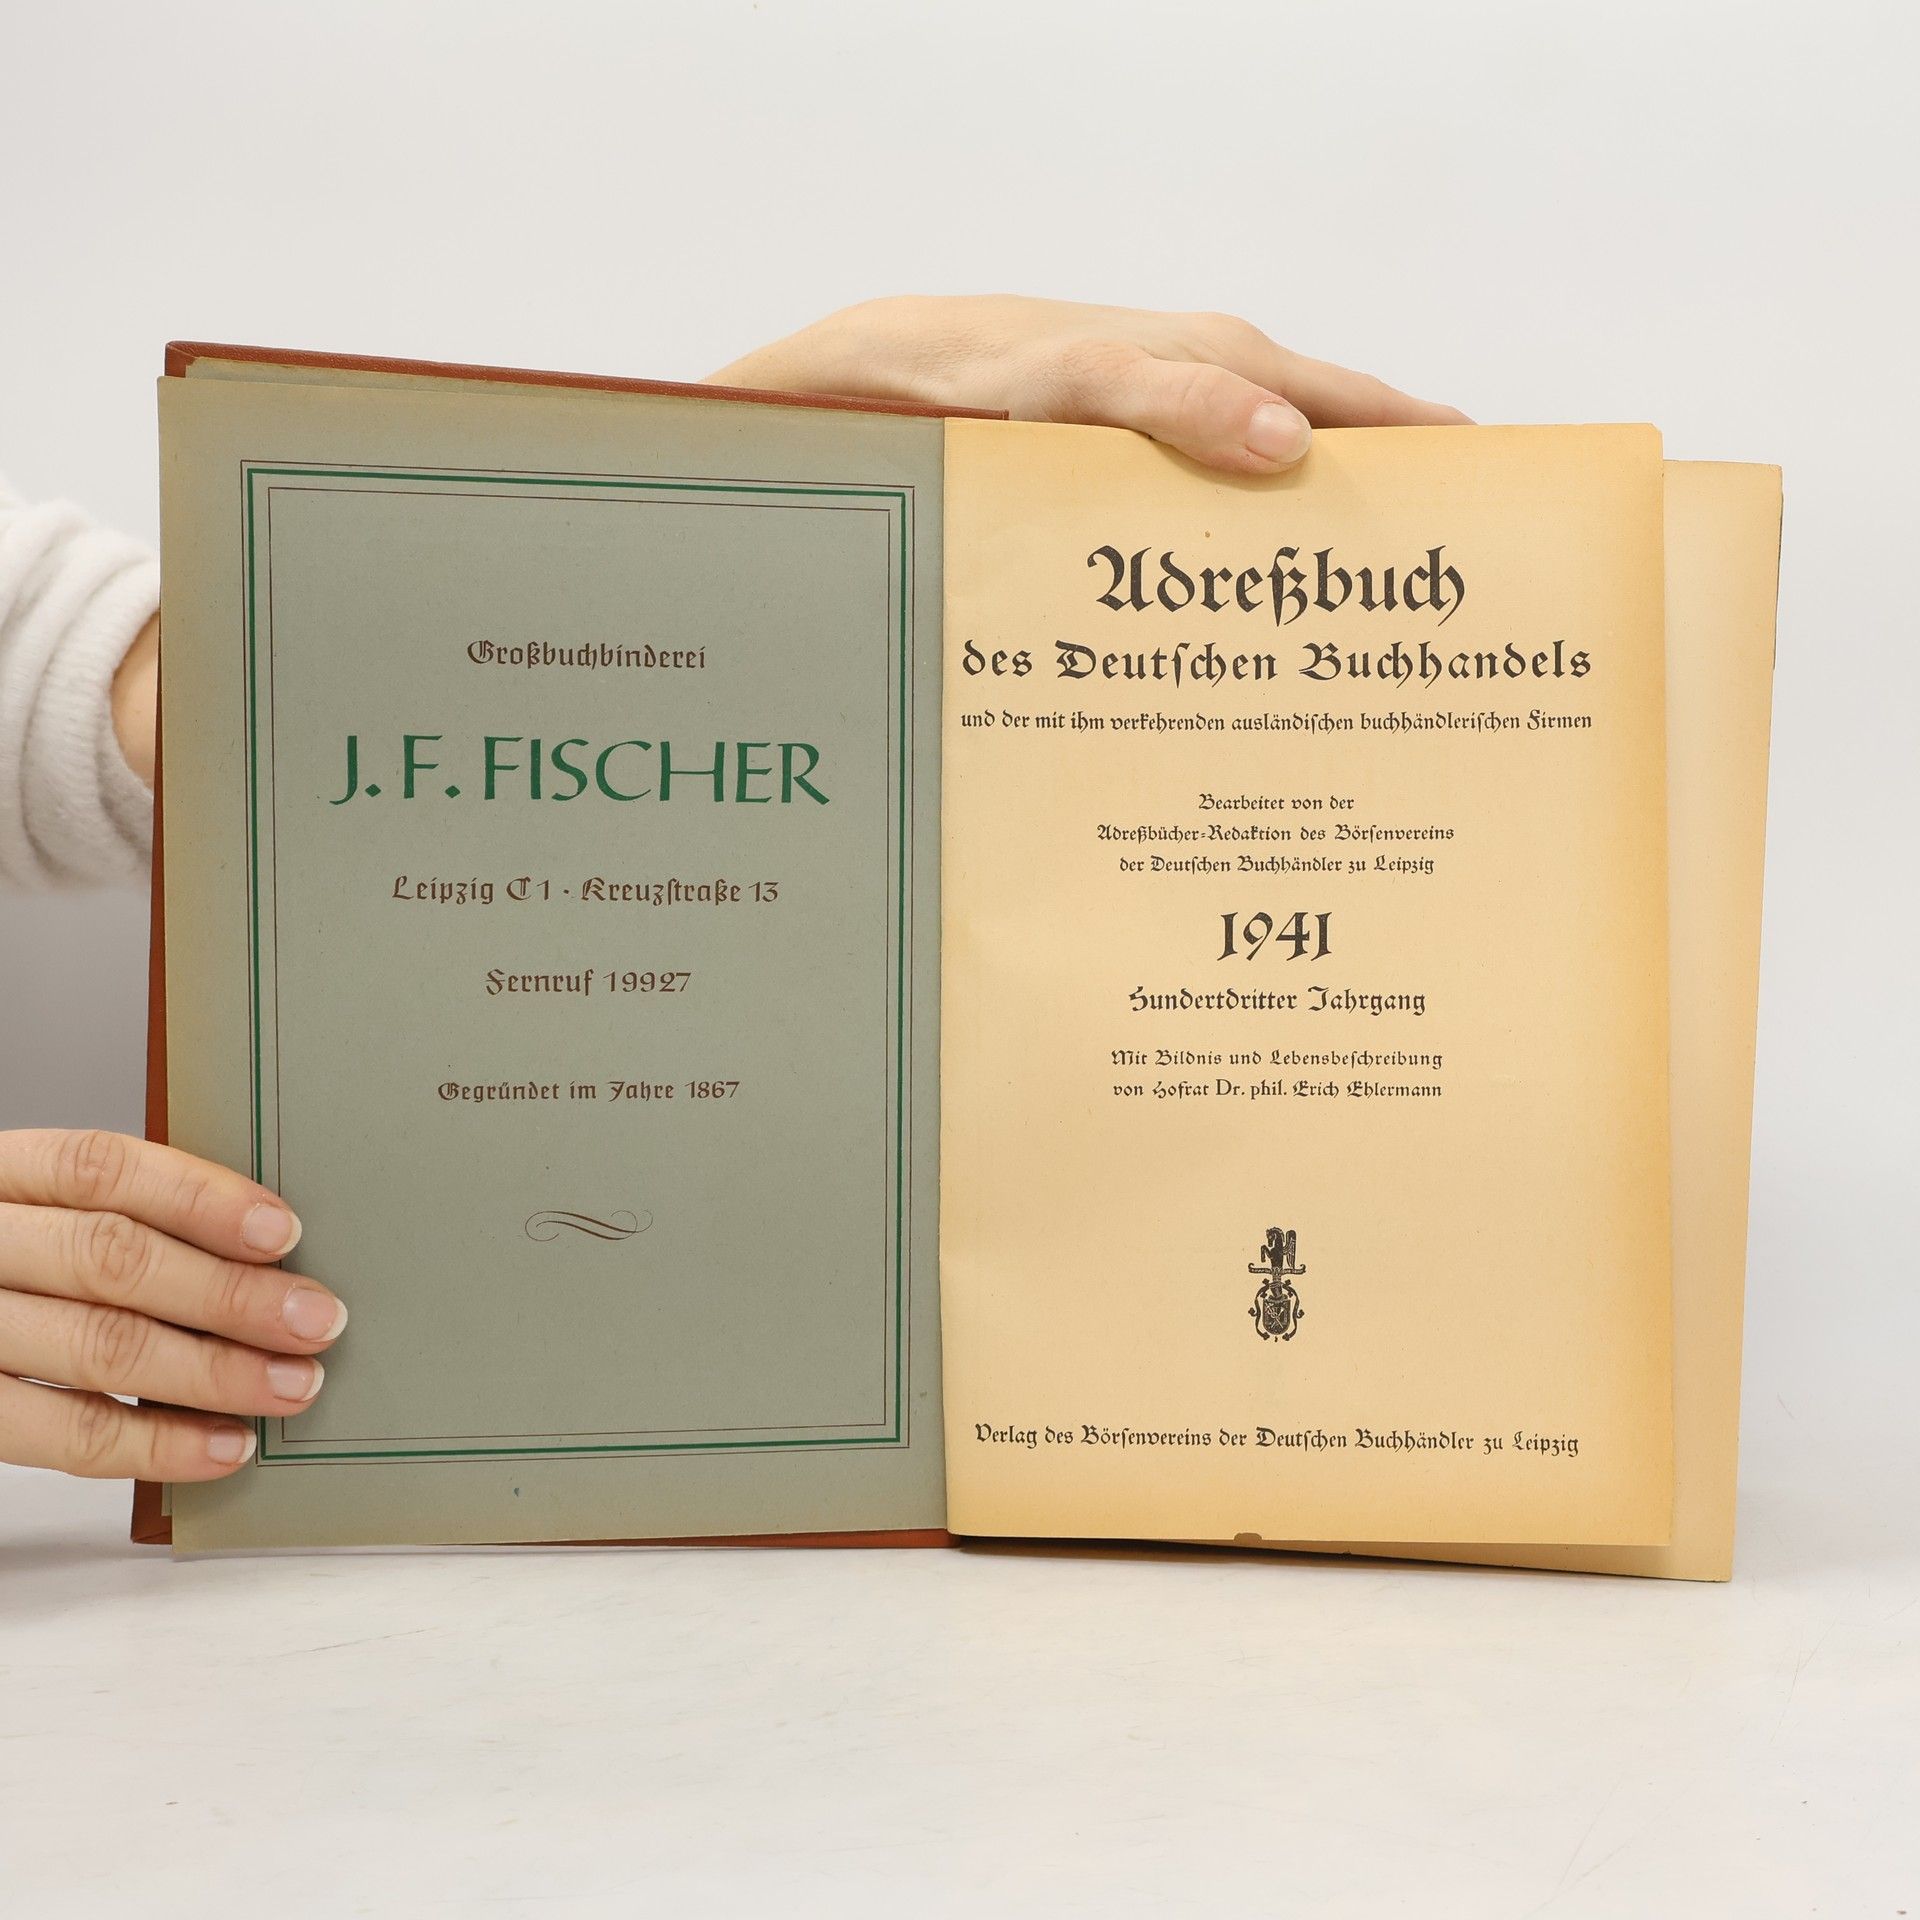 Großbuchbinderei
J. F. FISCHER
Leipzig C 1 · Kreuzstraße 13
Fernruf 19927
Gegründet im Jahre 1867
Adreßbuch
des Deutſchen Buchhandels
und der mit ihm verkehrenden ausländiſchen buchhändleriſchen Firmen
Bearbeitet von der
Adreßbücher-Redaktion des Börſenvereins
der Deutſchen Buchhändler zu Leipzig
1941
Hundertdritter Jahrgang
Mit Bildnis und Lebensbeſchreibung
von Hofrat Dr. phil. Erich Ehlermann
Verlag des Börſenvereins der Deutſchen Buchhändler zu Leipzig